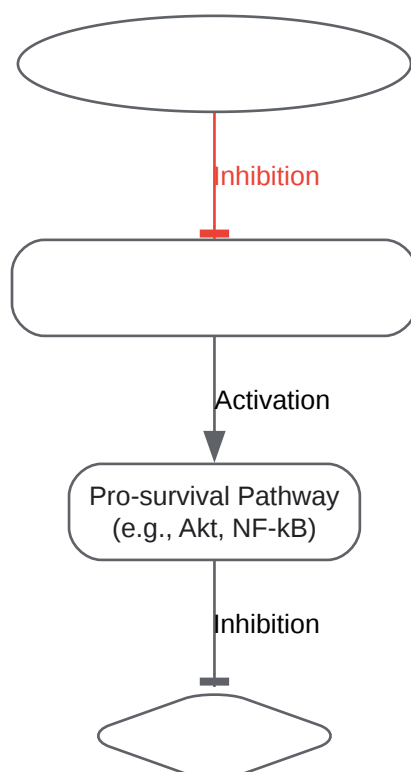 Inhibition
Activation
Pro-survival Pathway
(e.g., Akt, NF-kB)
Inhibition